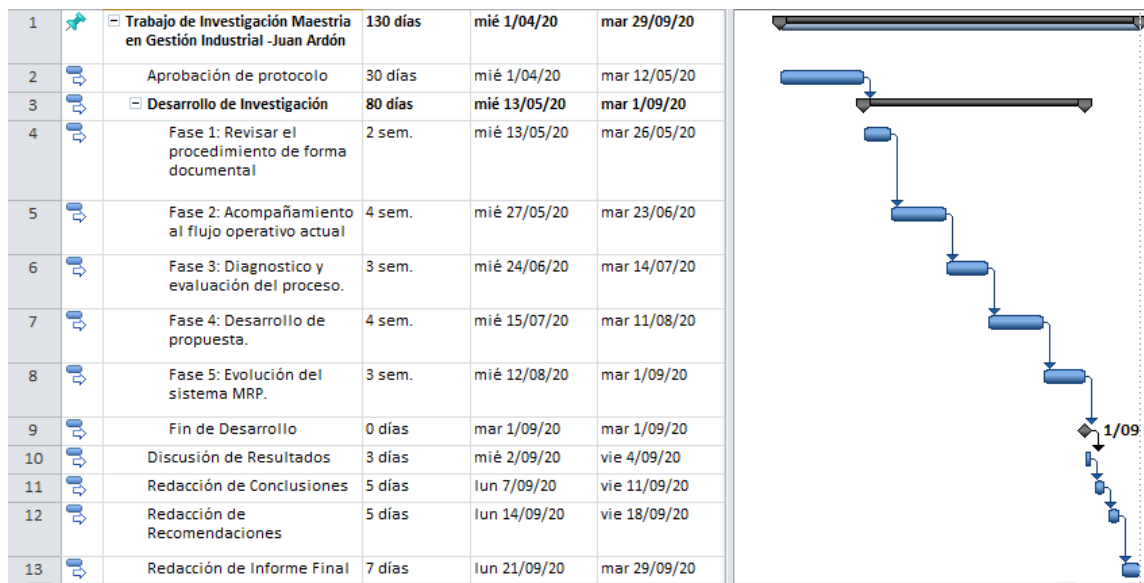 1 Trabajo de Investigación Maestria 130 días mié 1/04/20 mar 29/09/20
en Gestión Industrial -Juan Ardón
2 Aprobación de protocolo 30 días mié 1/04/20 mar 12/05/20
3 Desarrollo de Investigación 80 días mié 13/05/20 mar 1/09/20
4 Fase 1: Revisar el 2 sem. mié 13/05/20 mar 26/05/20
procedimiento de forma
documental
5 Fase 2: Acompañamiento 4 sem. mié 27/05/20 mar 23/06/20
al flujo operativo actual
6 Fase 3: Diagnostico y 3 sem. mié 24/06/20 mar 14/07/20
evaluación del proceso.
7 Fase 4: Desarrollo de 4 sem. mié 15/07/20 mar 11/08/20
propuesta.
8 Fase 5: Evolución del 3 sem. mié 12/08/20 mar 1/09/20
sistema MRP.
9 Fin de Desarrollo 0 días mar 1/09/20 mar 1/09/20 1/09
10 Discusión de Resultados 3 días mié 2/09/20 vie 4/09/20
11 Redacción de Conclusiones 5 días lun 7/09/20 vie 11/09/20
12 Redacción de 5 días lun 14/09/20 vie 18/09/20
Recomendaciones
13 Redacción de Informe Final 7 días lun 21/09/20 mar 29/09/20